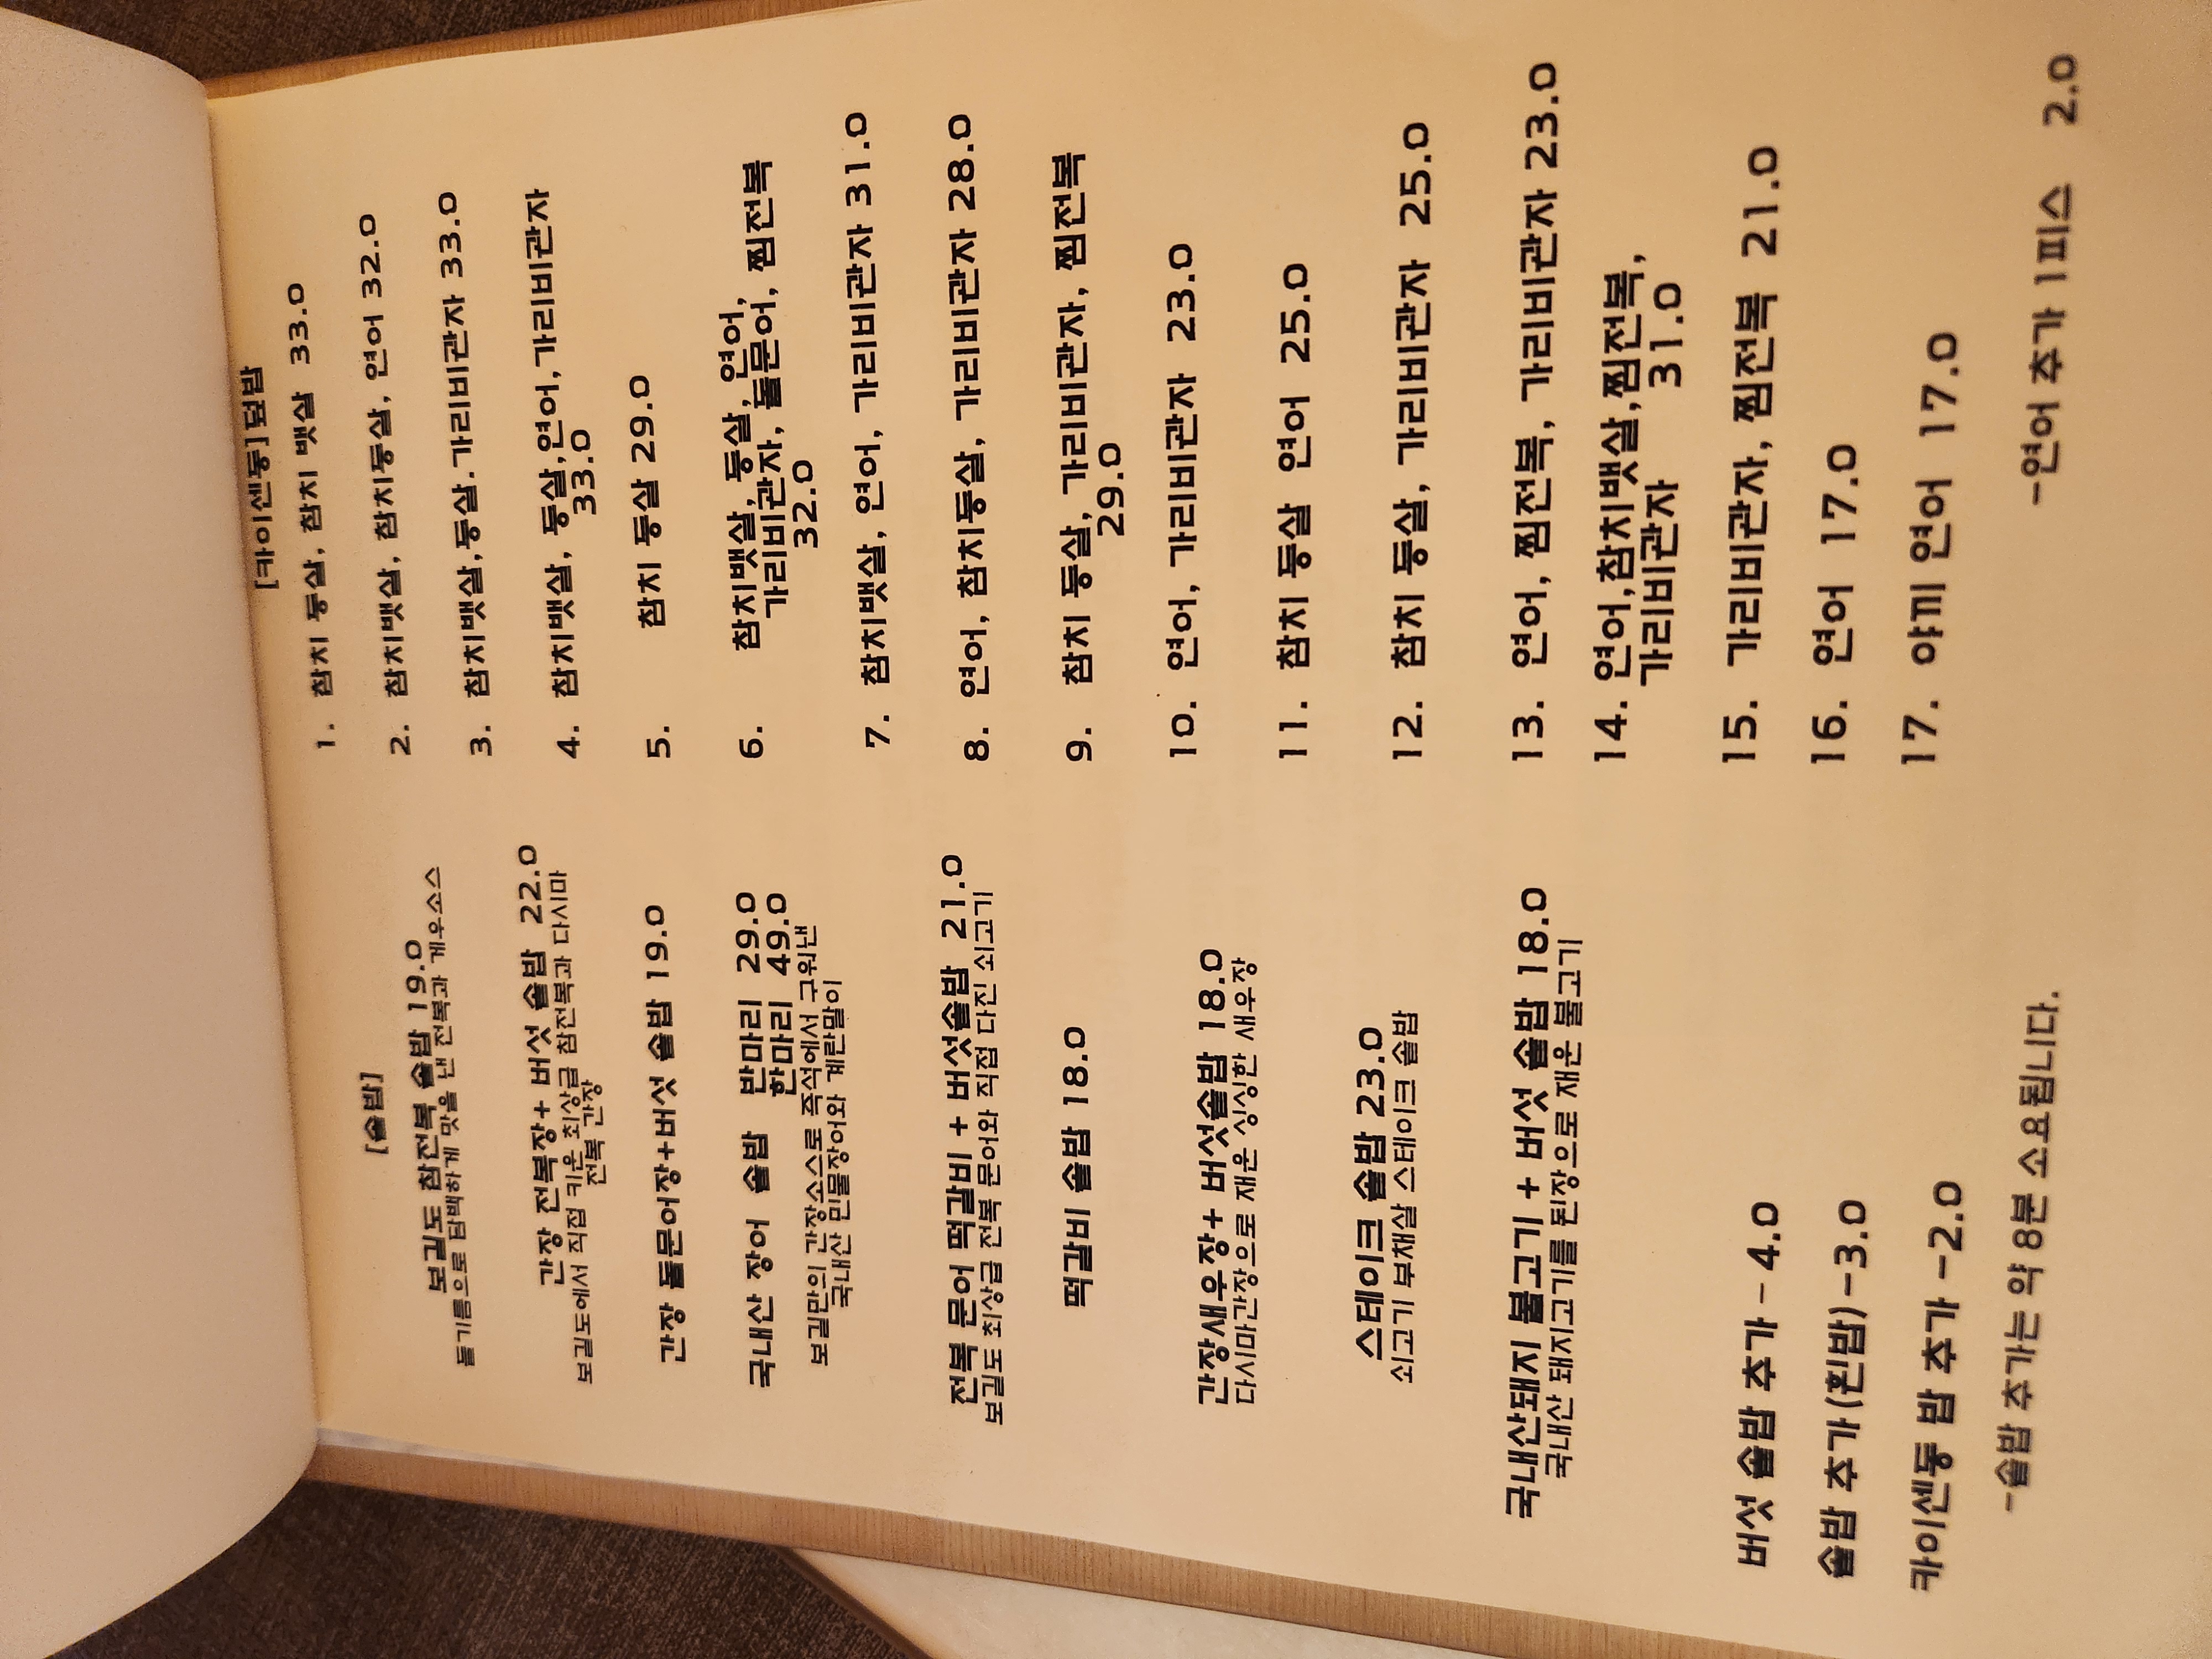 [솥밥]
보길도 참전복 솥밥 19.0
들기름으로 담백하게 맛을 낸 전복과 게우소스
간장 전복장+ 버섯 솥밥 22.0
보길도에서 직접 키운 최상급 참전복과 다시마
전복 간장
간장 돌문어장+버섯 솥밥 19.0
국내산 장어 솥밥 반마리 29.0
한마리 49.0
보길만의 간장소스로 즉석에서 구워낸
국내산 민물장어와 계란말이
전복 문어 떡갈비 + 버섯솥밥 21.0
보길도 최상급 전복 문어와 직접 다진 쇠고기
떡갈비 솥밥 18.0
간장새우장+ 버섯솥밥 18.0
다시마간장으로 재운 싱싱한 새우장
스테이크 솥밥 23.0
쇠고기 부채살 스테이크 솥밥
국내산돼지 불고기 + 버섯 솥밥 18.0
국내산 돼지고기를 된장으로 재운 불고기
버섯 솥밥 추가 - 4.0
솥밥 추가(흰밥)-3.0
카이센동 밥 추가 -2.0
-솥밥 추가는 약 8분 소요됩니다.
[카이센동]덮밥
1. 참치 등살, 참치 뱃살 33.0
2. 참치뱃살, 참치등살, 연어 32.0
3. 참치뱃살,등살.가리비관자 33.0
4. 참치뱃살, 등살,연어,가리비관자
33.0
5. 참치 등살 29.0
6. 참치뱃살, 등살, 연어,
가리비관자, 돌문어, 찜전복
32.0
7. 참치뱃살, 연어, 가리비관자 31.0
8. 연어, 참치등살, 가리비관자 28.0
9. 참치 등살, 가리비관자, 찜전복
29.0
10. 연어, 가리비관자 23.0
11. 참치 등살 연어 25.0
12. 참치 등살, 가리비관자 25.0
13. 연어, 찜전복, 가리비관자 23.0
14. 연어,참치뱃살,찜전복,
가리비관자 31.0
15. 가리비관자, 찜전복 21.0
16. 연어 17.0
17. 야끼 연어 17.0
-연어 추가 1피스 2.0